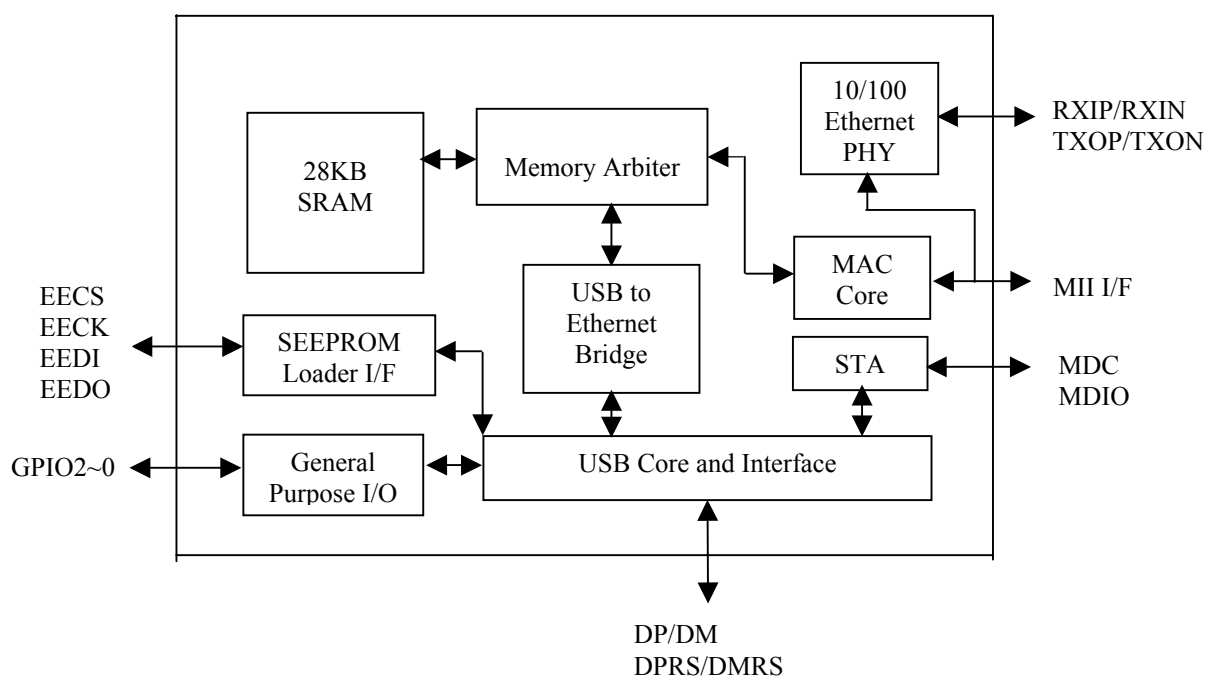 10/100
Ethernet
PHY
RXIP/RXIN
TXOP/TXON
28KB
SRAM
Memory Arbiter
MAC
Core
MII I/F
USB to
Ethernet
Bridge
EECS
EECK
EEDI
EEDO
SEEPROM
Loader I/F
STA
MDC
MDIO
GPIO2~0
General
Purpose I/O
USB Core and Interface
DP/DM
DPRS/DMRS